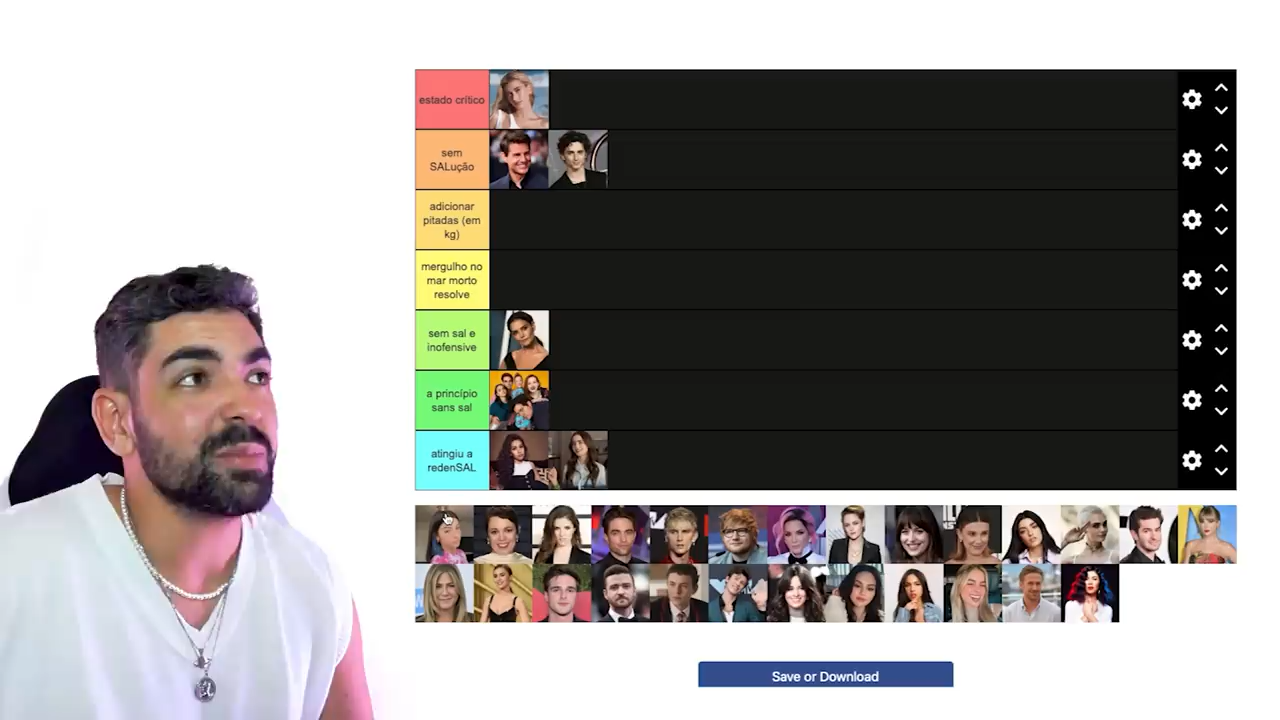 estado crítico
sem
SALução
adicionar
pitadas (em
kg)
mergulho no
mar morto
resolve
sem sal e
inofensive
a princípio
sans sal
atingiu a
redenSAL
Save or Download